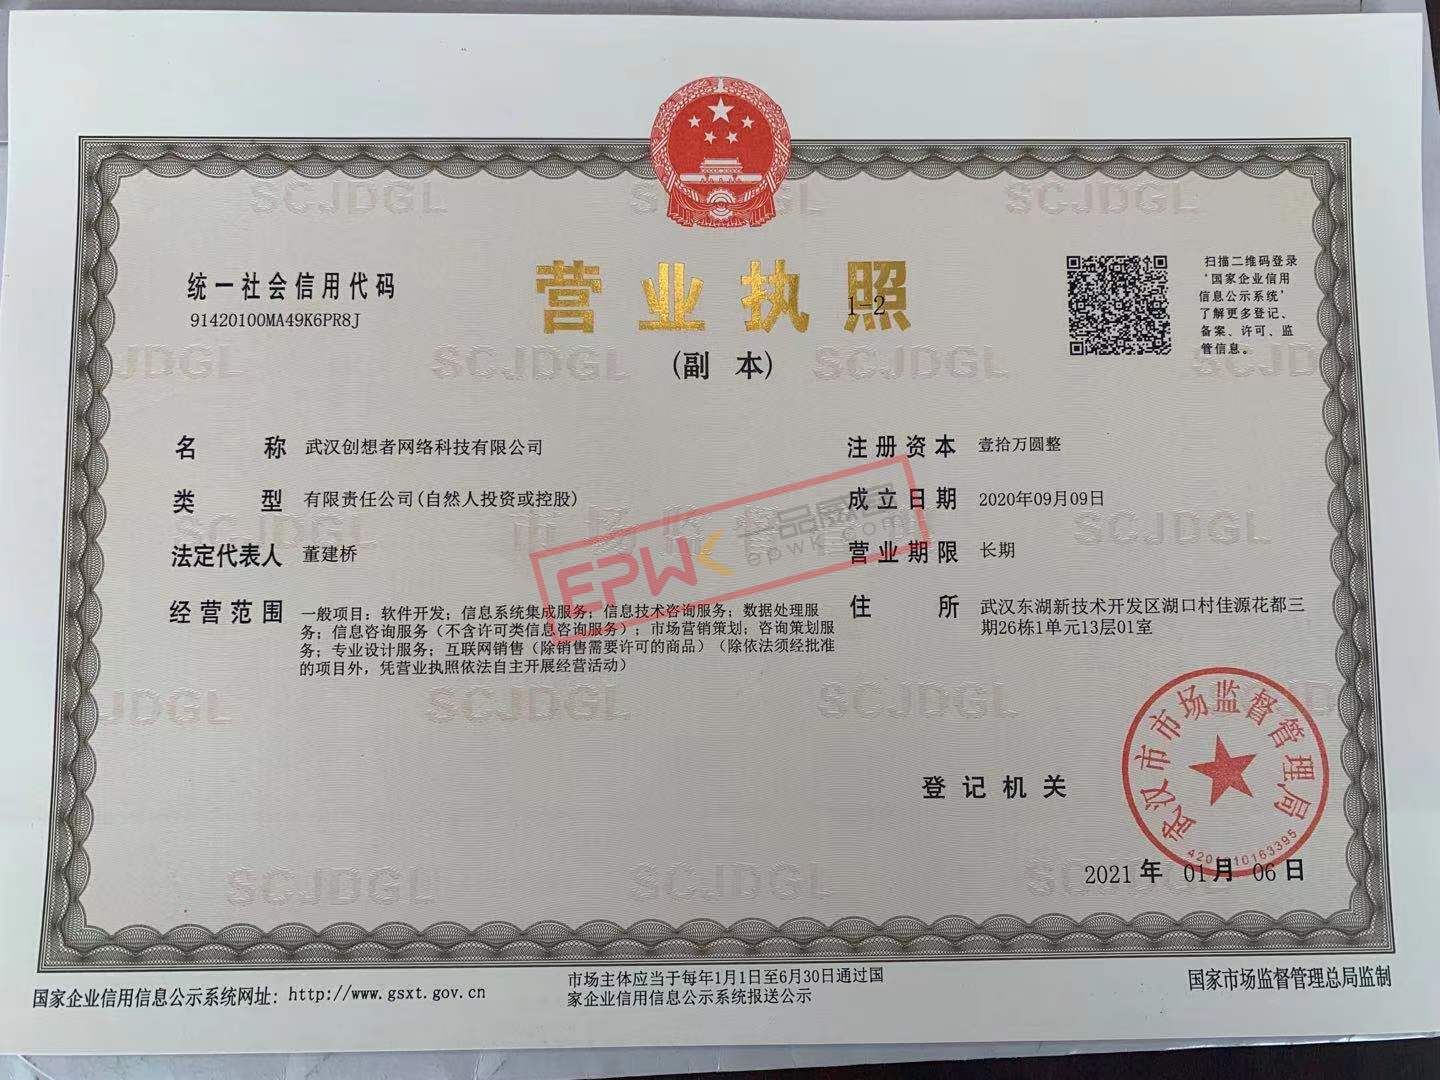 统一社会信用代码
91420100MA49K6PR8J
营业执照
1-2
(副 本)
扫描二维码登录
‘国家企业信用
信息公示系统’
了解更多登记、
备案、许可、监
管信息。
名 称 武汉创想者网络科技有限公司
类 型 有限责任公司(自然人投资或控股)
法定代表人 董建桥
经营范围 一般项目：软件开发；信息系统集成服务；信息技术咨询服务；数据处理服
务；信息咨询服务（不含许可类信息咨询服务）；市场营销策划；咨询策划服
务；专业设计服务；互联网销售（除销售需要许可的商品）（除依法须经批准
的项目外，凭营业执照依法自主开展经营活动）
注册资本 壹拾万圆整
成立日期 2020年09月09日
营业期限 长期
住 所 武汉东湖新技术开发区湖口村佳源花都三
期26栋1单元13层01室
EPWK 一品威客
epwk.com
SCJDGL
登记机关
武汉市市场监督管理局
4201010163395
2021 年 01 月 06 日
国家企业信用信息公示系统网址：http://www.gsxt.gov.cn
市场主体应当于每年1月1日至6月30日通过国
家企业信用信息公示系统报送公示
国家市场监督管理总局监制